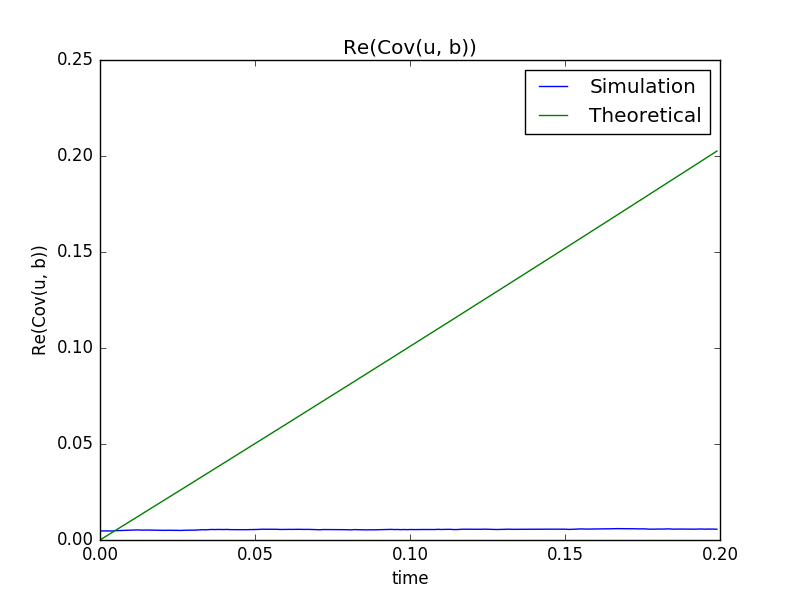 Re(Cov(u, b))
Simulation
Theoretical
0.25
0.20
0.15
0.10
0.05
0.00
Re(Cov(u, b))
0.00 0.05 0.10 0.15 0.20
time